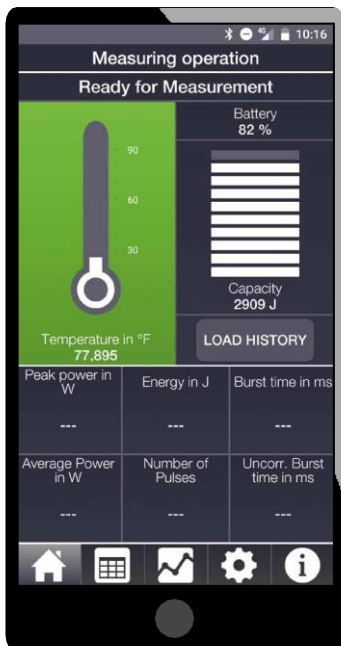 4G 10:16
Measuring operation
Ready for Measurement
Battery
82 %
90
60
30
Capacity
2909 J
Temperature in °F
77,895
LOAD HISTORY
Peak power in
W
Energy in J
Burst time in ms
---
---
---
Average Power
in W
Number of
Pulses
Uncorr. Burst
time in ms
---
---
---
i